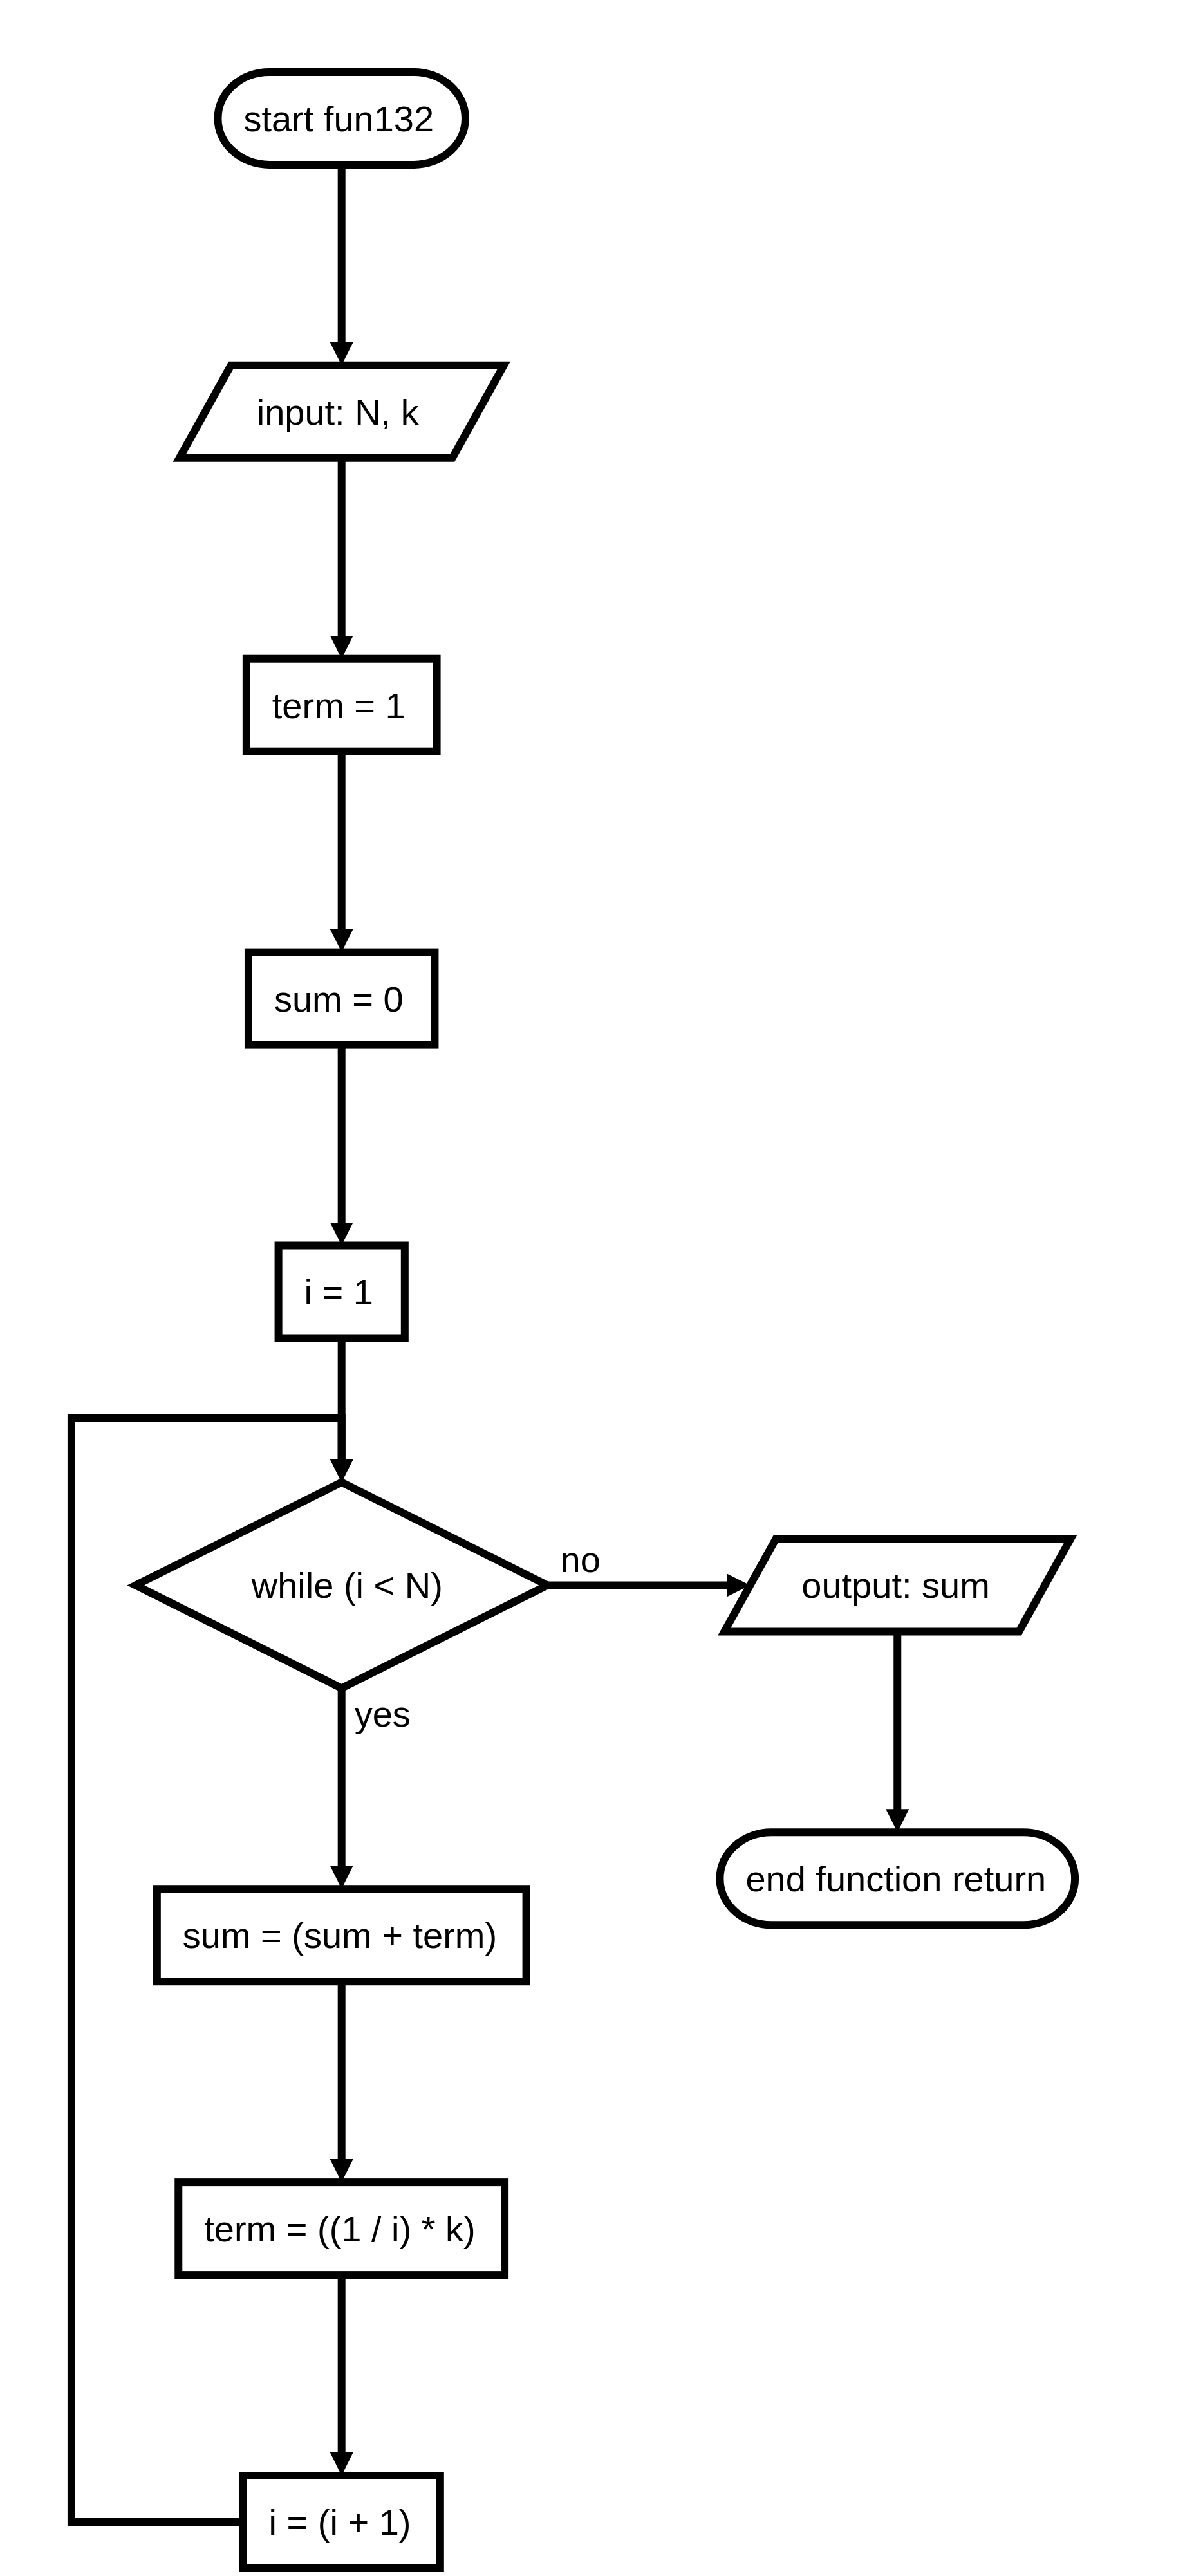 start fun132
input: N, k
term = 1
sum = 0
i = 1
while (i < N)
no
output: sum
yes
end function return
sum = (sum + term)
term = ((1 / i) * k)
i = (i + 1)